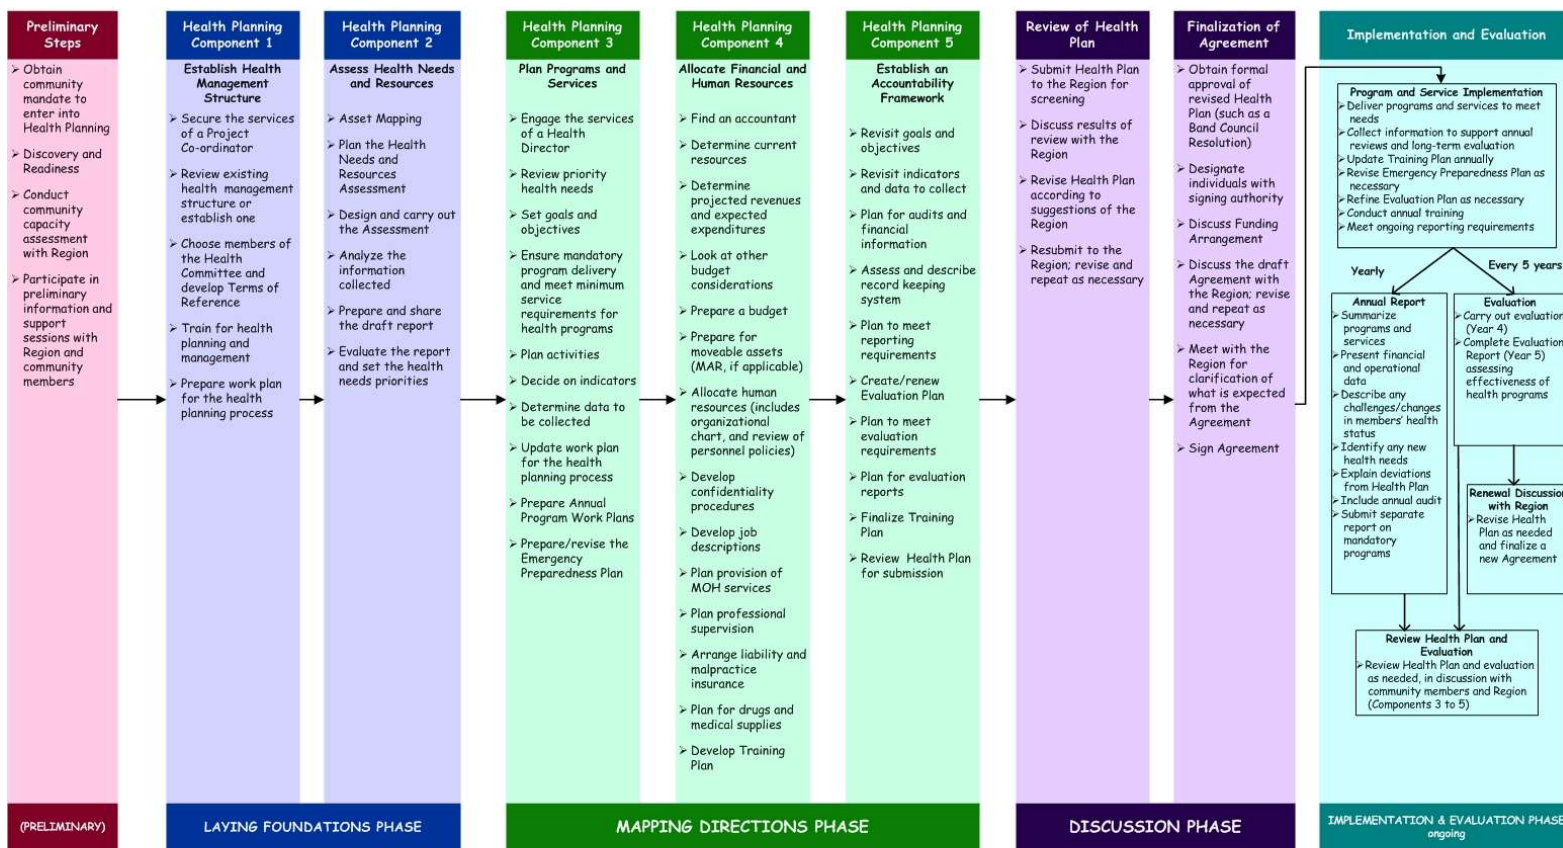 Preliminary
Steps
➢ Obtain
community
mandate to
enter into
Health Planning
➢ Discovery and
Readiness
➢ Conduct
community
capacity
assessment
with Region
➢ Participate in
preliminary
information and
support
sessions with
Region and
community
members
(PRELIMINARY)
Health Planning
Component 1
Establish Health
Management
Structure
➢ Secure the services
of a Project
Co-ordinator
➢ Review existing
health management
structure or
establish one
➢ Choose members of
the Health
Committee and
develop Terms of
Reference
➢ Train for health
planning and
management
➢ Prepare work plan
for the health
planning process
Health Planning
Component 2
Assess Health Needs
and Resources
➢ Asset Mapping
➢ Plan the Health
Needs and
Resources
Assessment
➢ Design and carry out
the Assessment
➢ Analyze the
information
collected
➢ Prepare and share
the draft report
➢ Evaluate the report
and set the health
needs priorities
LAYING FOUNDATIONS PHASE
Health Planning
Component 3
Plan Programs and
Services
➢ Engage the services
of a Health
Director
➢ Review priority
health needs
➢ Set goals and
objectives
➢ Ensure mandatory
program delivery
and meet minimum
service
requirements for
health programs
➢ Plan activities
➢ Decide on indicators
➢ Determine data to
be collected
➢ Update work plan
for the health
planning process
➢ Prepare Annual
Program Work Plans
➢ Prepare/revise the
Emergency
Preparedness Plan
Health Planning
Component 4
Allocate Financial and
Human Resources
➢ Find an accountant
➢ Determine current
resources
➢ Determine
projected revenues
and expected
expenditures
➢ Look at other
budget
considerations
➢ Prepare a budget
➢ Prepare for
moveable assets
(MAR, if applicable)
➢ Allocate human
resources (includes
organizational
chart, and review of
personnel policies)
➢ Develop
confidentiality
procedures
➢ Develop job
descriptions
➢ Plan provision of
MOH services
➢ Plan professional
supervision
➢ Arrange liability and
malpractice
insurance
➢ Plan for drugs and
medical supplies
➢ Develop Training
Plan
Health Planning
Component 5
Establish an
Accountability
Framework
➢ Revisit goals and
objectives
➢ Revisit indicators
and data to collect
➢ Plan for audits and
financial
information
➢ Assess and describe
record keeping
system
➢ Plan to meet
reporting
requirements
➢ Create/renew
Evaluation Plan
➢ Plan to meet
evaluation
requirements
➢ Plan for evaluation
reports
➢ Finalize Training
Plan
➢ Review Health Plan
for submission
MAPPING DIRECTIONS PHASE
Review of Health
Plan
➢ Submit Health Plan
to the Region for
screening
➢ Discuss results of
review with the
Region
➢ Revise Health Plan
according to
suggestions of the
Region
➢ Resubmit to the
Region; revise and
repeat as necessary
Finalization of
Agreement
➢ Obtain formal
approval of
revised Health
Plan (such as a
Band Council
Resolution)
➢ Designate
individuals with
signing authority
➢ Discuss Funding
Arrangement
➢ Discuss the draft
Agreement with
the Region; revise
and repeat as
necessary
➢ Meet with the
Region for
clarification of
what is expected
from the
Agreement
➢ Sign Agreement
DISCUSSION PHASE
Implementation and Evaluation
Program and Service Implementation
➢Deliver programs and services to meet
needs
➢Collect information to support annual
reviews and long-term evaluation
➢Update Training Plan annually
➢Revise Emergency Preparedness Plan as
necessary
➢Refine Evaluation Plan as necessary
➢Conduct annual training
➢Meet ongoing reporting requirements
Yearly
Every 5 years
Annual Report
➢Summarize
programs and
services
➢Present financial
and operational
data
➢Describe any
challenges/changes
in members' health
status
➢Identify any new
health needs
➢Explain deviations
from Health Plan
➢Include annual audit
➢Submit separate
report on
mandatory
programs
Evaluation
➢Carry out evaluation
(Year 4)
➢Complete Evaluation
Report (Year 5)
assessing
effectiveness of
health programs
Renewal Discussion
with Region
➢Revise Health
Plan as needed
and finalize a
new Agreement
Review Health Plan and
Evaluation
➢Review Health Plan and evaluation
as needed, in discussion with
community members and Region
(Components 3 to 5)
IMPLEMENTATION & EVALUATION PHASE
ongoing